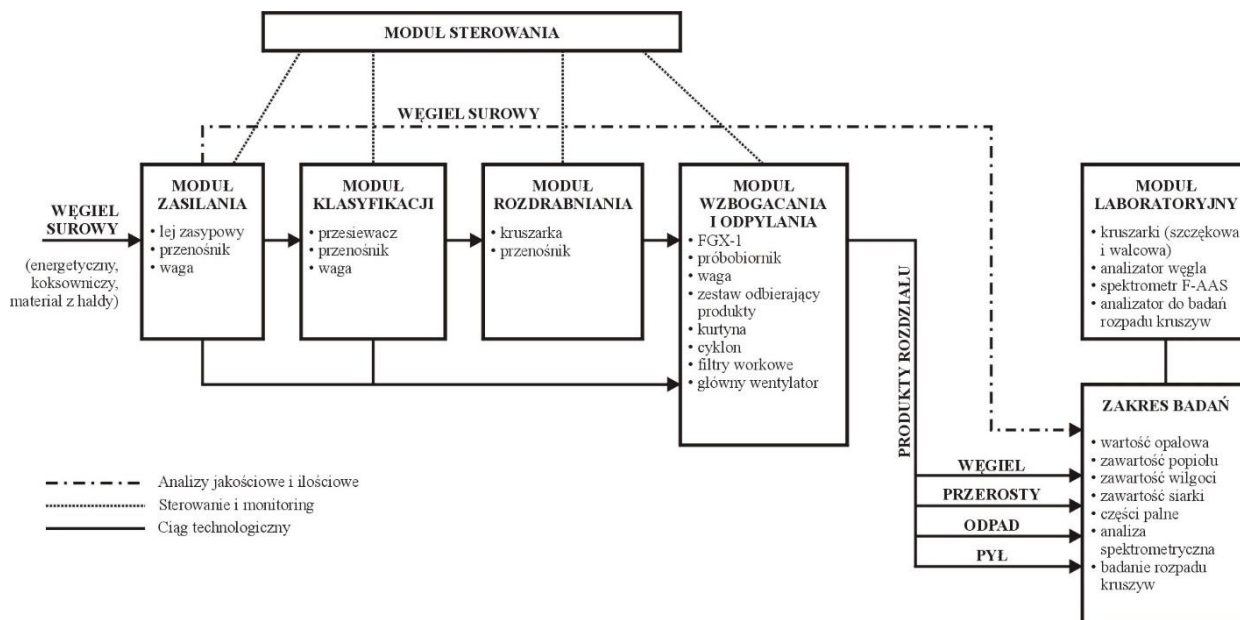 MODUŁ STEROWANIA
WĘGIEL SUROWY
WĘGIEL
SUROWY
(energetyczny,
koksowniczy,
materiał z hałdy)
MODUŁ
ZASILANIA
• lej zasypowy
• przenośnik
• waga
MODUŁ
KLASYFIKACJI
• przesiewacz
• przenośnik
• waga
MODUŁ
ROZDRABNIANIA
• kruszarka
• przenośnik
MODUŁ
WZBOGACANIA
I ODPYLANIA
• FGX-1
• próbobiornik
• waga
• zestaw odbierający
produkty
• kurtyna
• cyklon
• filtry workowe
• główny wentylator
PRODUKTY ROZDZIAŁU
WĘGIEL
PRZEROSTY
ODPAD
PYŁ
MODUŁ
LABORATORYJNY
• kruszarki (szczękowa
i walcowa)
• analizator węgla
• spektrometr F-AAS
• analizator do badań
rozpadu kruszyw
ZAKRES BADAŃ
• wartość opałowa
• zawartość popiołu
• zawartość wilgoci
• zawartość siarki
• części palne
• analiza
spektrometryczna
• badanie rozpadu
kruszyw
Analizy jakościowe i ilościowe
Sterowanie i monitoring
Ciąg technologiczny